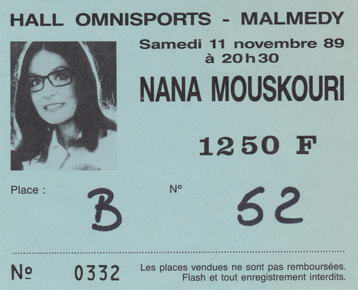 HALL OMNISPORTS - MALMEDY
Samedi 11 novembre 89
à 20h30
NANA MOUSKOURI
1250 F
Place : B N° 52
N° 0332
Les places vendues ne sont pas remboursées.
Flash et tout enregistrement interdits.